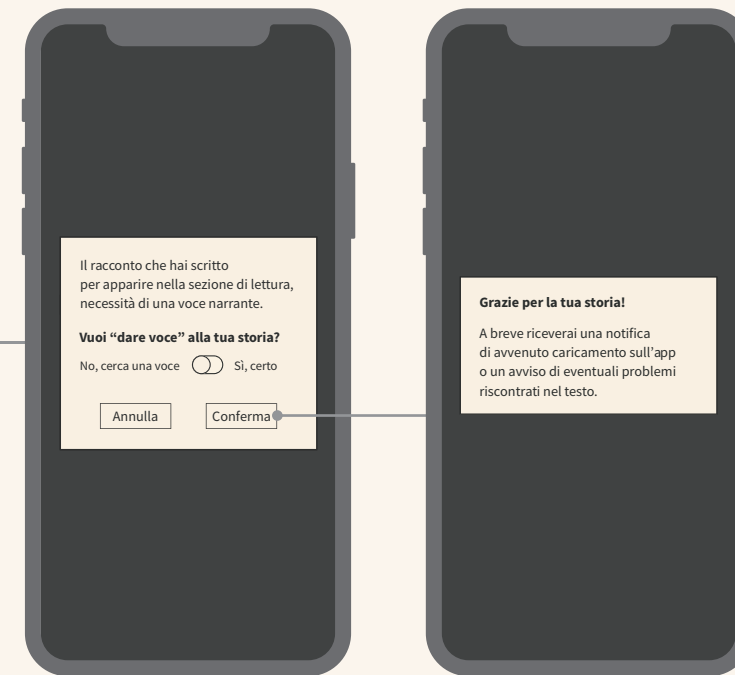 Il racconto che hai scritto
per apparire nella sezione di lettura,
necessità di una voce narrante.
Vuoi “dare voce” alla tua storia?
No, cerca una voce Sì, certo
Annulla Conferma
Grazie per la tua storia!
A breve riceverai una notifica
di avvenuto caricamento sull’app
o un avviso di eventuali problemi
riscontrati nel testo.